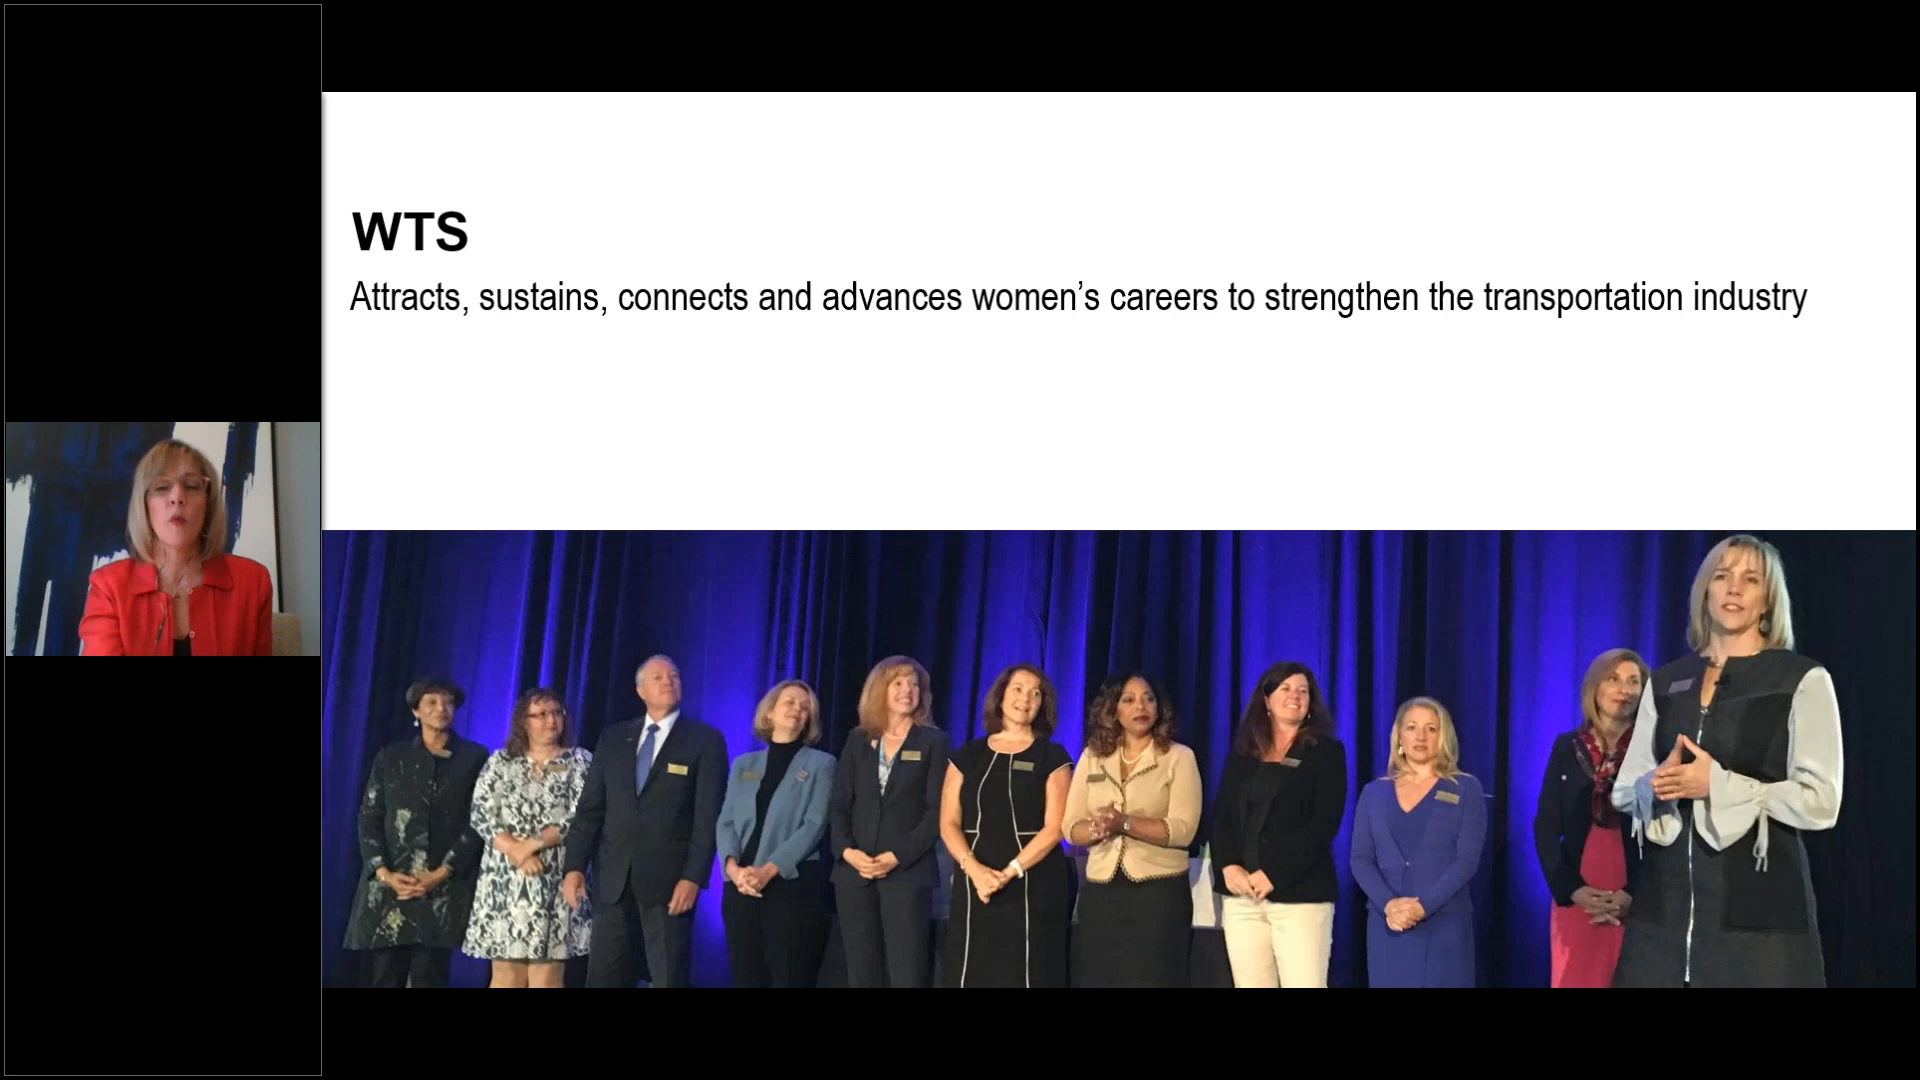 WTS
Attracts, sustains, connects and advances women’s careers to strengthen the transportation industry